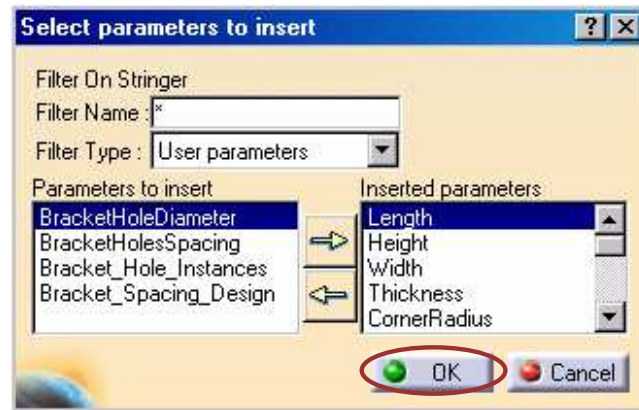 Select parameters to insert
? X
Filter On Stringer
Filter Name : *
Filter Type : User parameters
Parameters to insert
BracketHoleDiameter
BracketHolesSpacing
Bracket_Hole_Instances
Bracket_Spacing_Design
Inserted parameters
Length
Height
Width
Thickness
CornerRadius
OK
Cancel